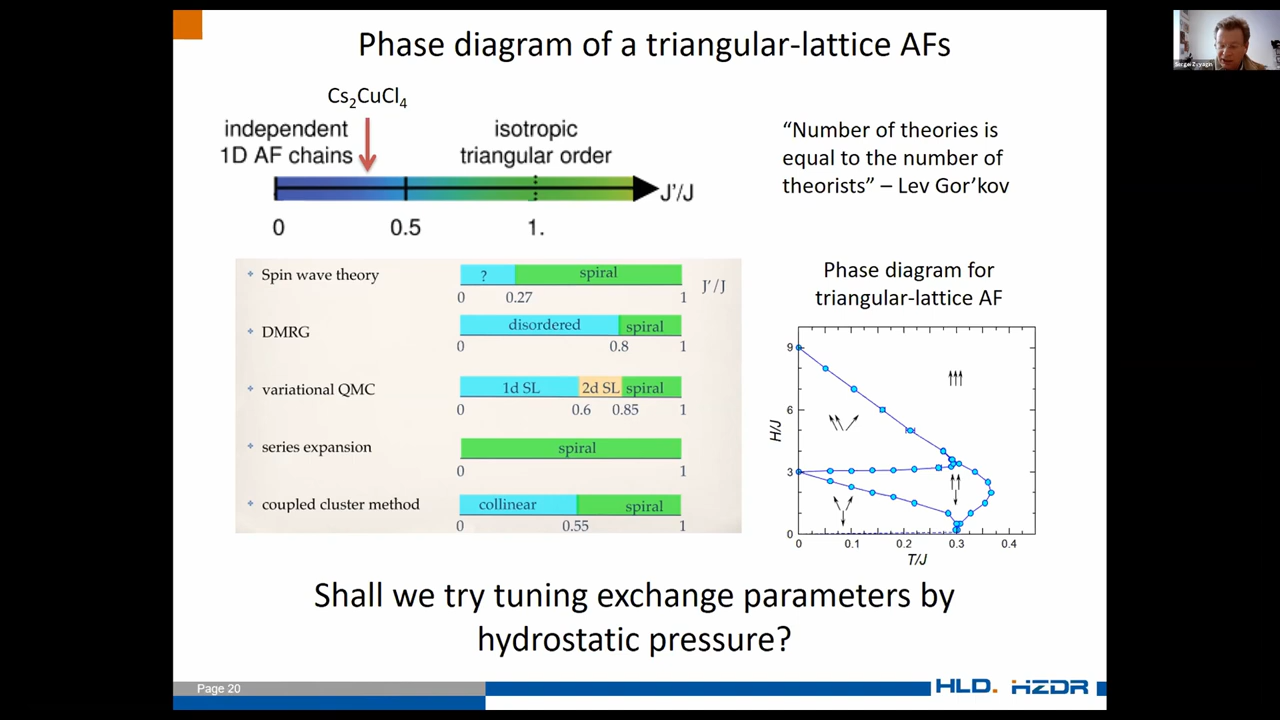 Phase diagram of a triangular-lattice AFs
Sergei Zvyagin
Cs₂CuCl₄
independent
1D AF chains
isotropic
triangular order
J'/J
0 0.5 1.
“Number of theories is
equal to the number of
theorists” – Lev Gor’kov
Spin wave theory
? spiral
J'/J
0 0.27 1
DMRG
disordered spiral
0 0.8 1
variational QMC
1d SL 2d SL spiral
0 0.6 0.85 1
series expansion
spiral
0 1
coupled cluster method
collinear spiral
0 0.55 1
Phase diagram for
triangular-lattice AF
H/J
9
6
3
0
0 0.1 0.2 0.3 0.4
T/J
Shall we try tuning exchange parameters by
hydrostatic pressure?
Page 20
HLD. HZDR